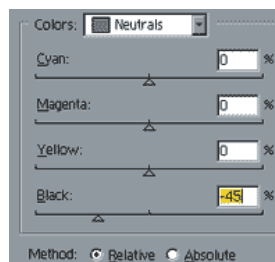 Colors: Neutrals
Cyan: 0 %
Magenta: 0 %
Yellow: 0 %
Black: -45 %
Method: Relative Absolute